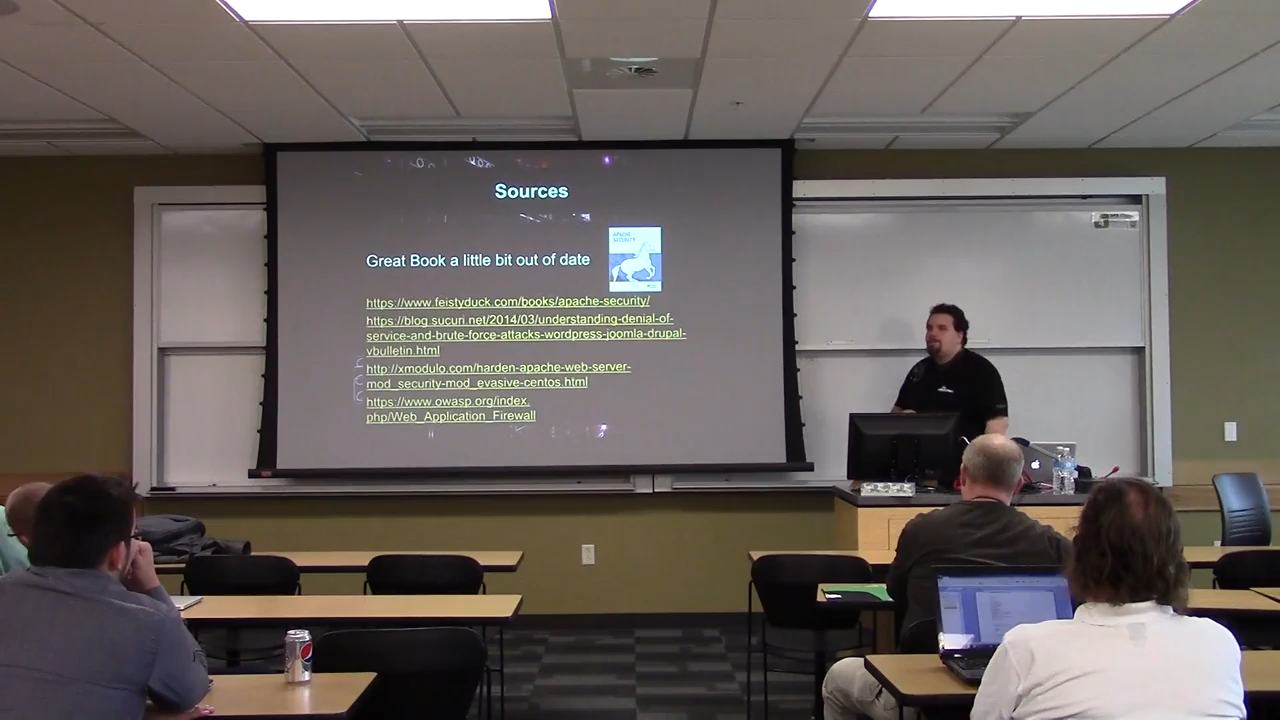 Sources
APACHE
SECURITY
Great Book a little bit out of date
https://www.feistyduck.com/books/apache-security/
https://blog.sucuri.net/2014/03/understanding-denial-of-
service-and-brute-force-attacks-wordpress-joomla-drupal-
vbulletin.html
http://xmodulo.com/harden-apache-web-server-
mod_security-mod_evasive-centos.html
https://www.owasp.org/index.
php/Web_Application_Firewall